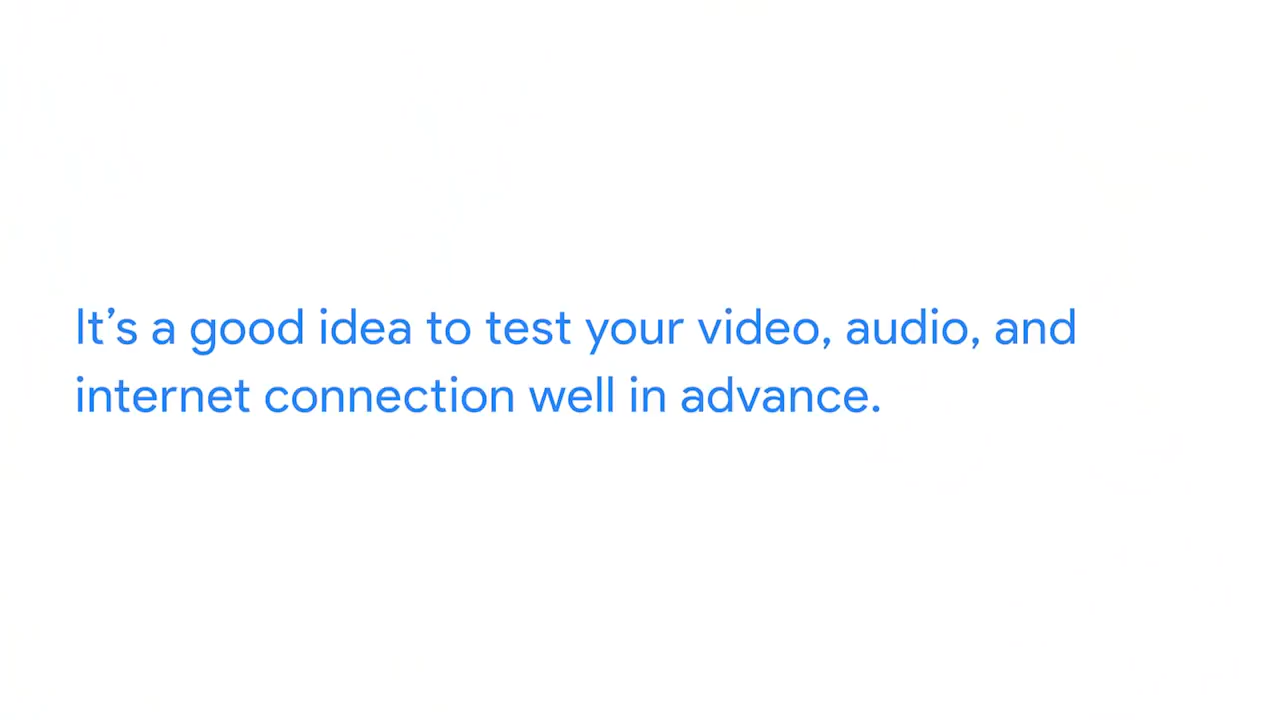 It’s a good idea to test your video, audio, and
internet connection well in advance.